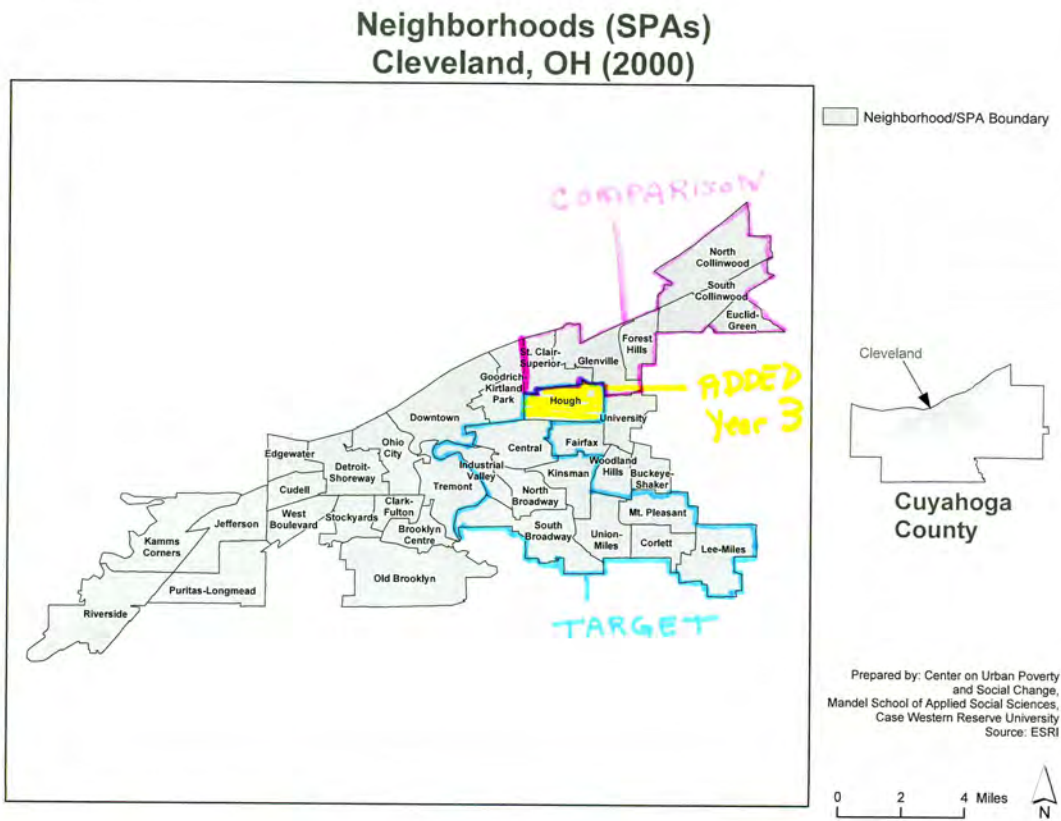 Neighborhoods (SPAs)
Cleveland, OH (2000)
Neighborhood/SPA Boundary
COMPARISON
North
Collinwood
South
Collinwood
Euclid-
Green
Forest
Hills
St. Clair-
Superior
Glenville
Goodrich-
Kirtland
Park
Hough
ADDED
Year 3
University
Downtown
Ohio
City
Central
Fairfax
Edgewater
Detroit-
Shoreway
Industrial
Valley
Kinsman
Woodland
Hills
Buckeye-
Shaker
Cudell
Tremont
North
Broadway
Clark-
Fulton
Jefferson
West
Boulevard
Stockyards
Brooklyn
Centre
Mt. Pleasant
South
Broadway
Union-
Miles
Corlett
Lee-Miles
Kamms
Corners
Old Brooklyn
Puritas-Longmead
Riverside
TARGET
Cleveland
Cuyahoga
County
Prepared by: Center on Urban Poverty
and Social Change,
Mandel School of Applied Social Sciences,
Case Western Reserve University
Source: ESRI
0 2 4 Miles
N